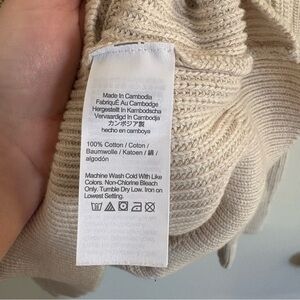 Made In Cambodia
Fabriqué Au Cambodge
Hergestellt In Kambodscha
Vervaardigd In Cambodja
カンボジア製
hecho en camboya
100% Cotton / Coton /
Baumwolle / Katoen / 綿 /
algodón
Machine Wash Cold With Like
Colors. Non-Chlorine Bleach
Only. Tumble Dry Low. Iron on
Lowest Setting.